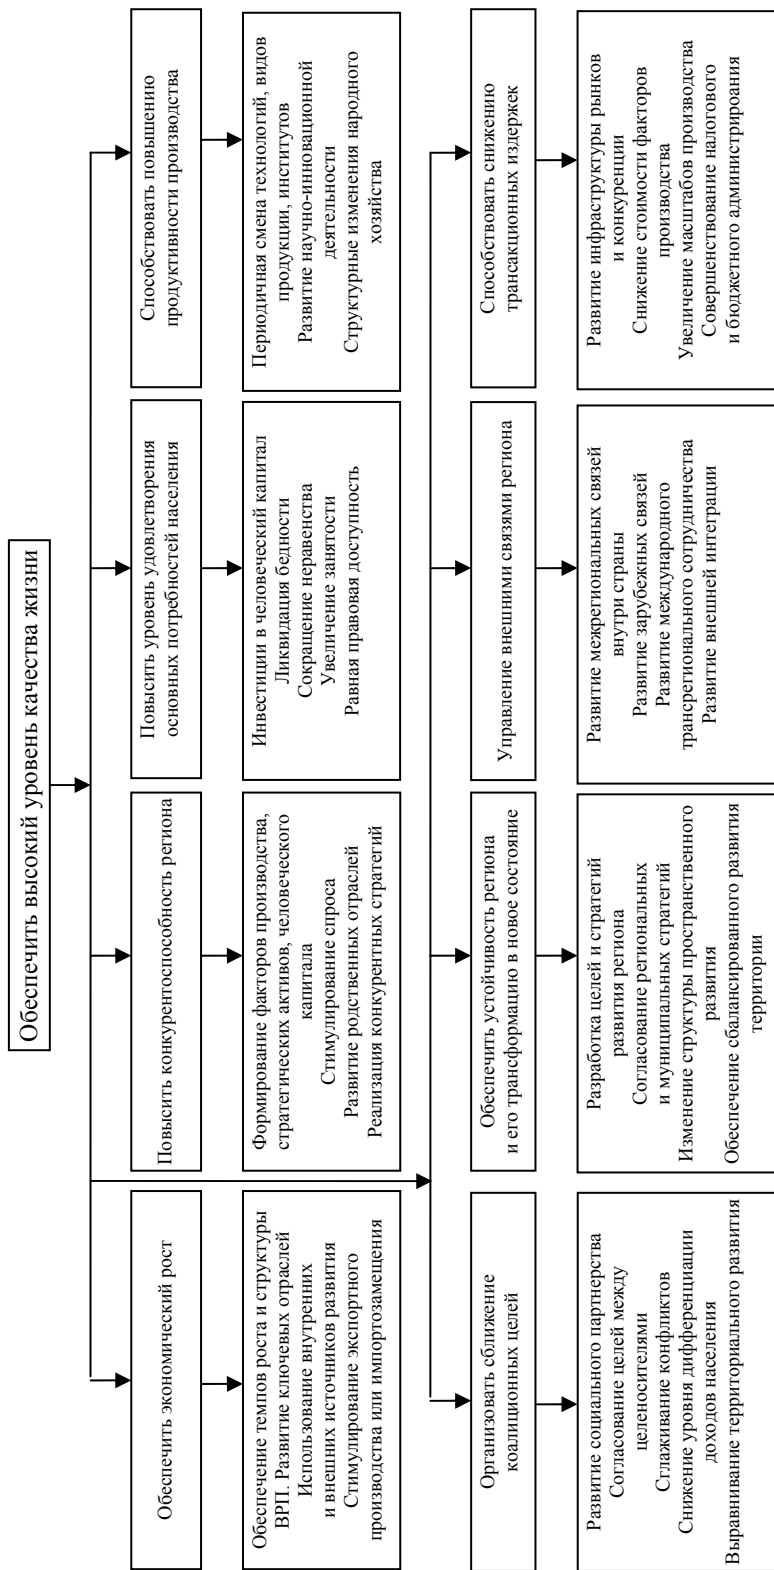 Обеспечить высокий уровень качества жизни
Обеспечить экономический рост
Повысить конкурентоспособность региона
Повысить уровень удовлетворения
основных потребностей населения
Способствовать повышению
продуктивности производства
Обеспечение темпов роста и структуры
ВРП. Развитие ключевых отраслей
Использование внутренних
и внешних источников развития
Стимулирование экспортного
производства или импортозамещения
Формирование факторов производства,
стратегических активов, человеческого
капитала
Стимулирование спроса
Развитие родственных отраслей
Реализация конкурентных стратегий
Инвестиции в человеческий капитал
Ликвидация бедности
Сокращение неравенства
Увеличение занятости
Равная правовая доступность
Периодичная смена технологий, видов
продукции, институтов
Развитие научно-инновационной
деятельности
Структурные изменения народного
хозяйства
Организовать сближение
коалиционных целей
Обеспечить устойчивость региона
и его трансформацию в новое состояние
Управление внешними связями региона
Способствовать снижению
трансакционных издержек
Развитие социального партнерства
Согласование целей между
целеносителями
Сглаживание конфликтов
Снижение уровня дифференциации
доходов населения
Выравнивание территориального развития
Разработка целей и стратегий
развития региона
Согласование региональных
и муниципальных стратегий
Изменение структуры пространственного
развития
Обеспечение сбалансированного развития
территории
Развитие межрегиональных связей
внутри страны
Развитие зарубежных связей
Развитие международного
трансрегионального сотрудничества
Развитие внешней интеграции
Развитие инфраструктуры рынков
и конкуренции
Снижение стоимости факторов
производства
Увеличение масштабов производства
Совершенствование налогового
и бюджетного администрироания